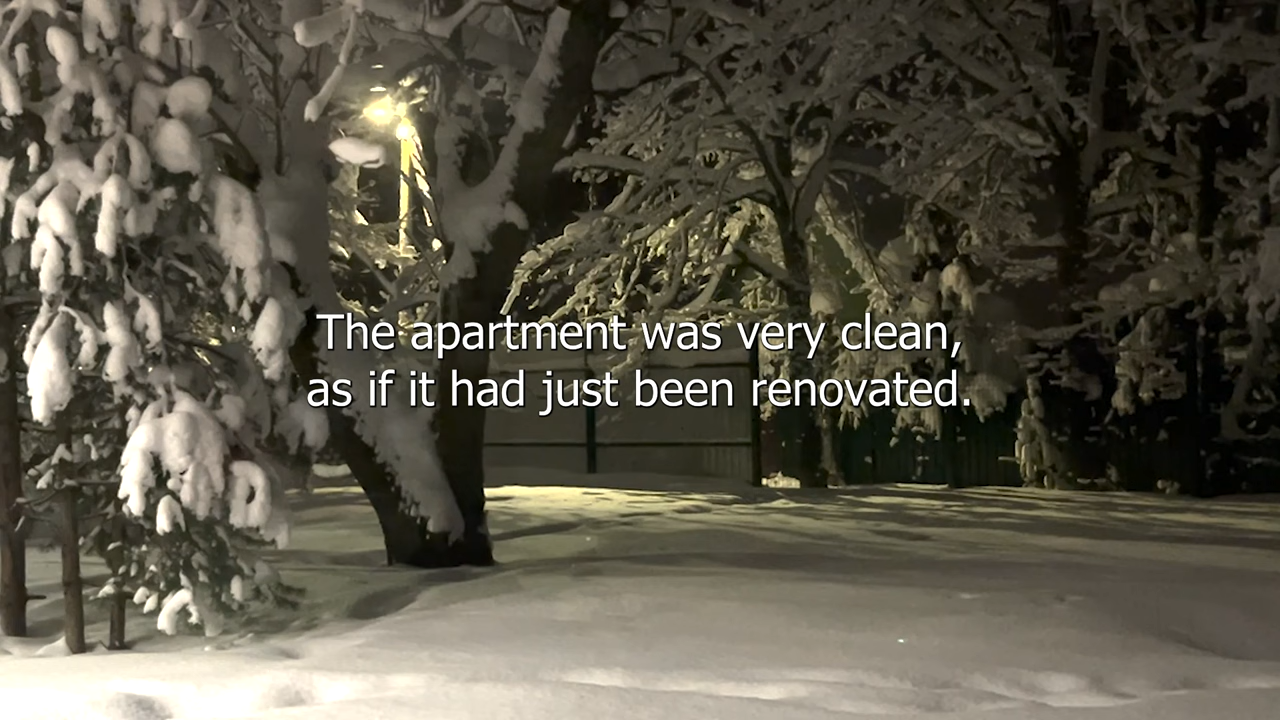 The apartment was very clean,
as if it had just been renovated.